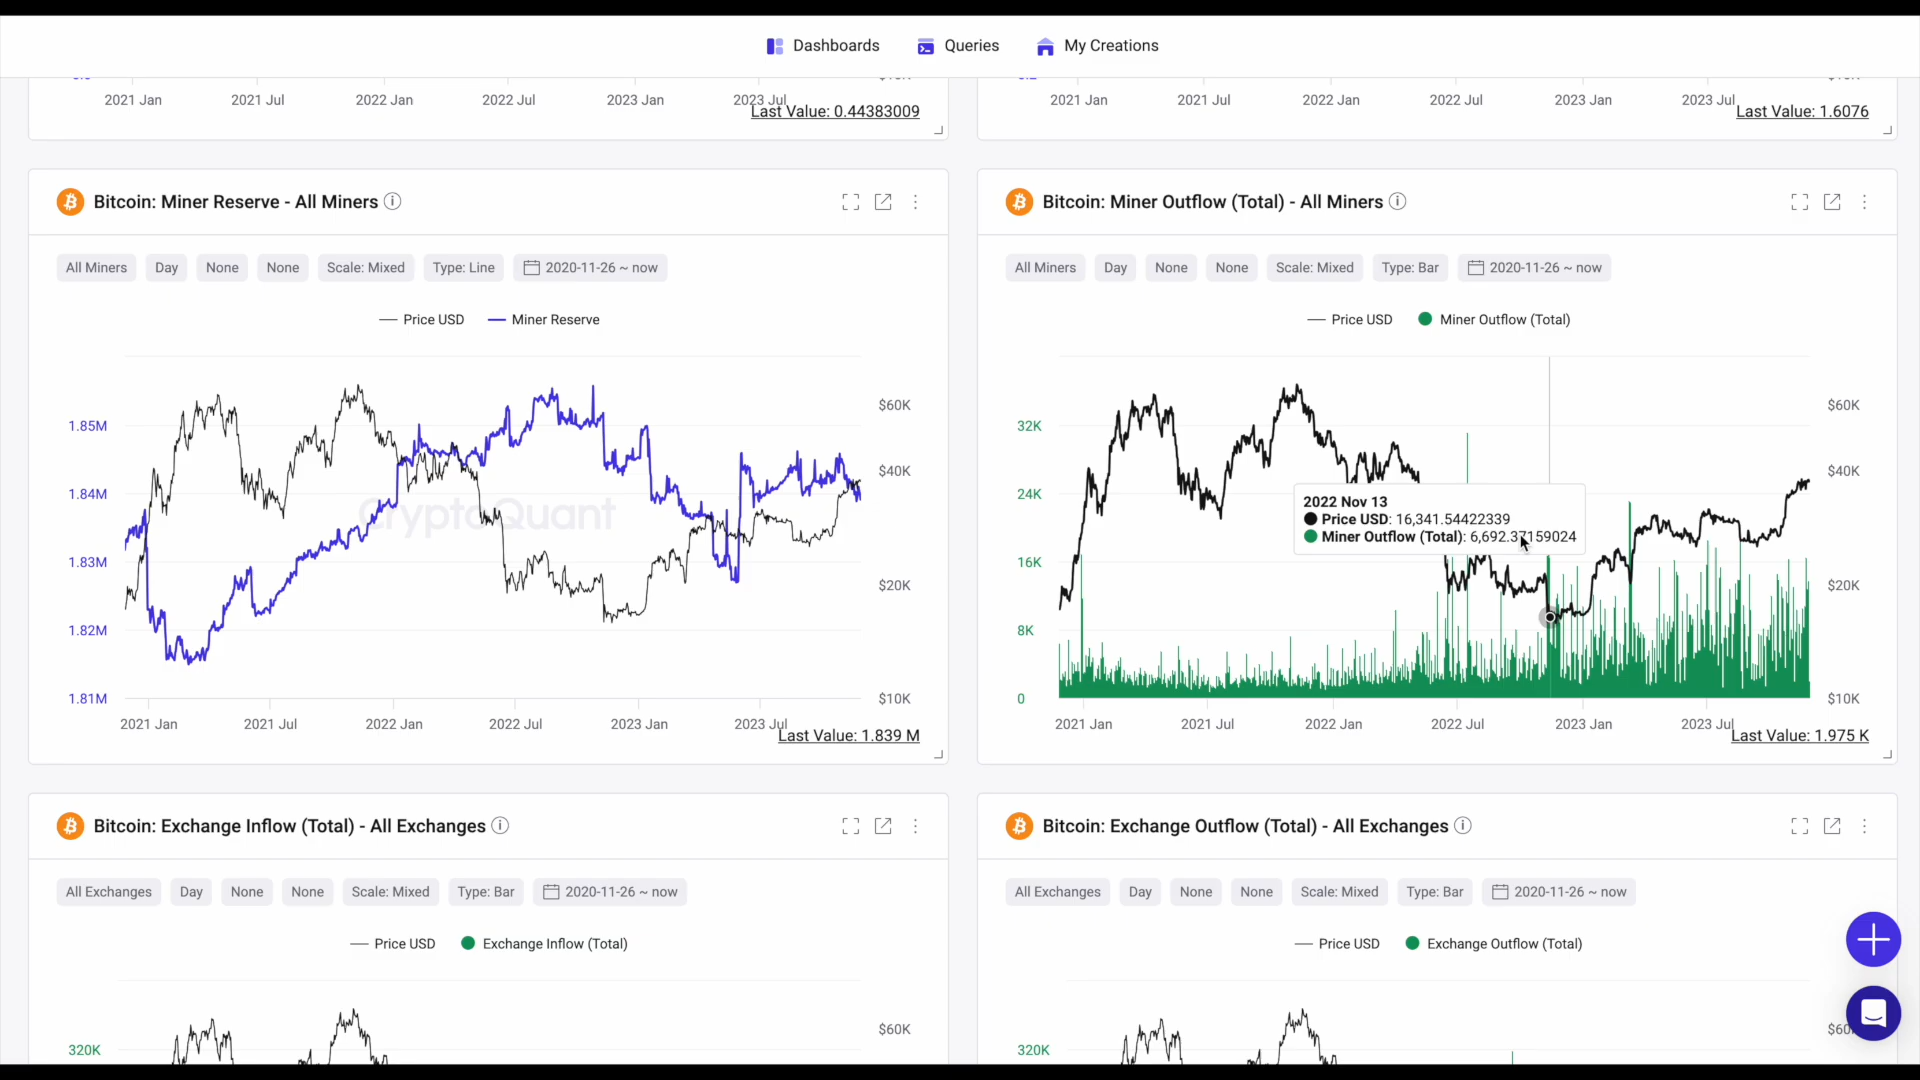 Dashboards Queries My Creations
2021 Jan 2021 Jul 2022 Jan 2022 Jul 2023 Jan 2023 Jul
Last Value: 0.44383009
2021 Jan 2021 Jul 2022 Jan 2022 Jul 2023 Jan 2023 Jul
Last Value: 1.6076
Bitcoin: Miner Reserve - All Miners
All Miners Day None None Scale: Mixed Type: Line 2020-11-26 ~ now
Price USD Miner Reserve
1.85M
1.84M
1.83M
1.82M
1.81M
$60K
$40K
$20K
$10K
CryptoQuant
2021 Jan 2021 Jul 2022 Jan 2022 Jul 2023 Jan 2023 Jul
Last Value: 1.839 M
Bitcoin: Miner Outflow (Total) - All Miners
All Miners Day None None Scale: Mixed Type: Bar 2020-11-26 ~ now
Price USD Miner Outflow (Total)
32K
24K
16K
8K
0
$60K
$40K
$20K
$10K
2022 Nov 13
Price USD: 16,341.54422339
Miner Outflow (Total): 6,692.37159024
2021 Jan 2021 Jul 2022 Jan 2022 Jul 2023 Jan 2023 Jul
Last Value: 1.975 K
Bitcoin: Exchange Inflow (Total) - All Exchanges
All Exchanges Day None None Scale: Mixed Type: Bar 2020-11-26 ~ now
Price USD Exchange Inflow (Total)
320K
$60K
Bitcoin: Exchange Outflow (Total) - All Exchanges
All Exchanges Day None None Scale: Mixed Type: Bar 2020-11-26 ~ now
Price USD Exchange Outflow (Total)
320K